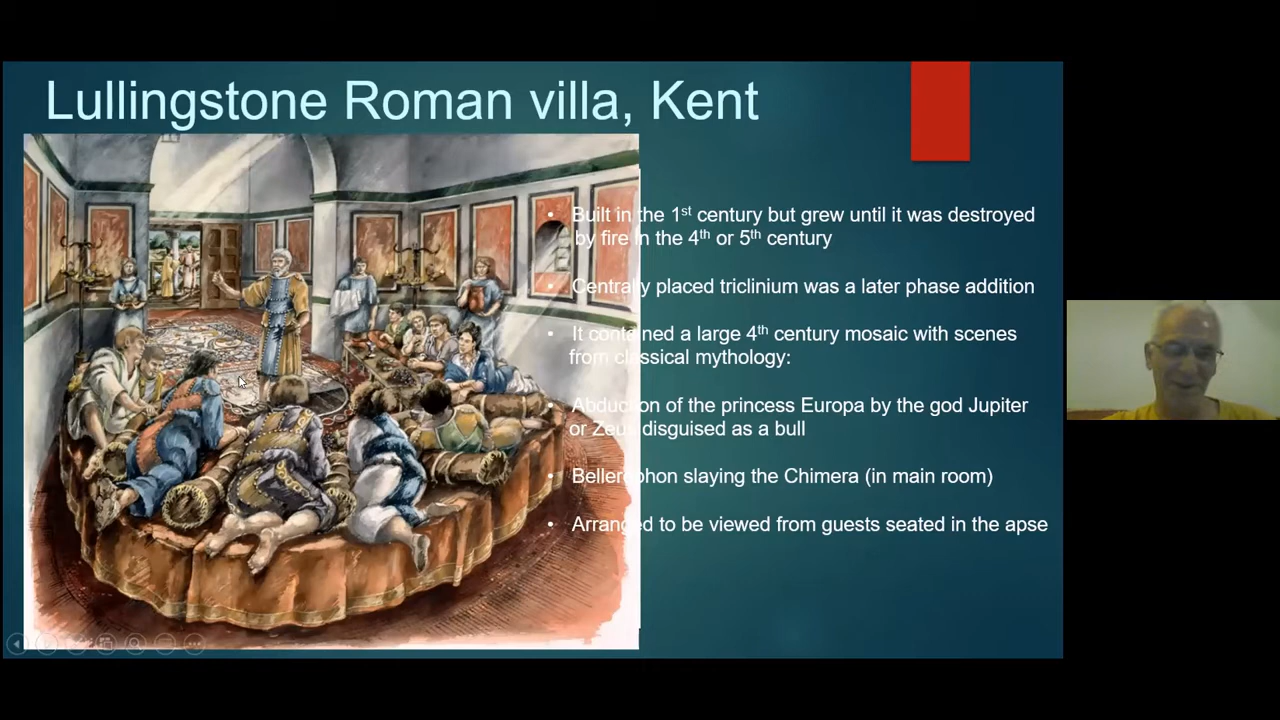 Lullingstone Roman villa, Kent
• Built in the 1st century but grew until it was destroyed
by fire in the 4th or 5th century
• Centrally placed triclinium was a later phase addition
• It contained a large 4th century mosaic with scenes
from classical mythology:
• Abduction of the princess Europa by the god Jupiter
or Zeus disguised as a bull
• Bellerophon slaying the Chimera (in main room)
• Arranged to be viewed from guests seated in the apse